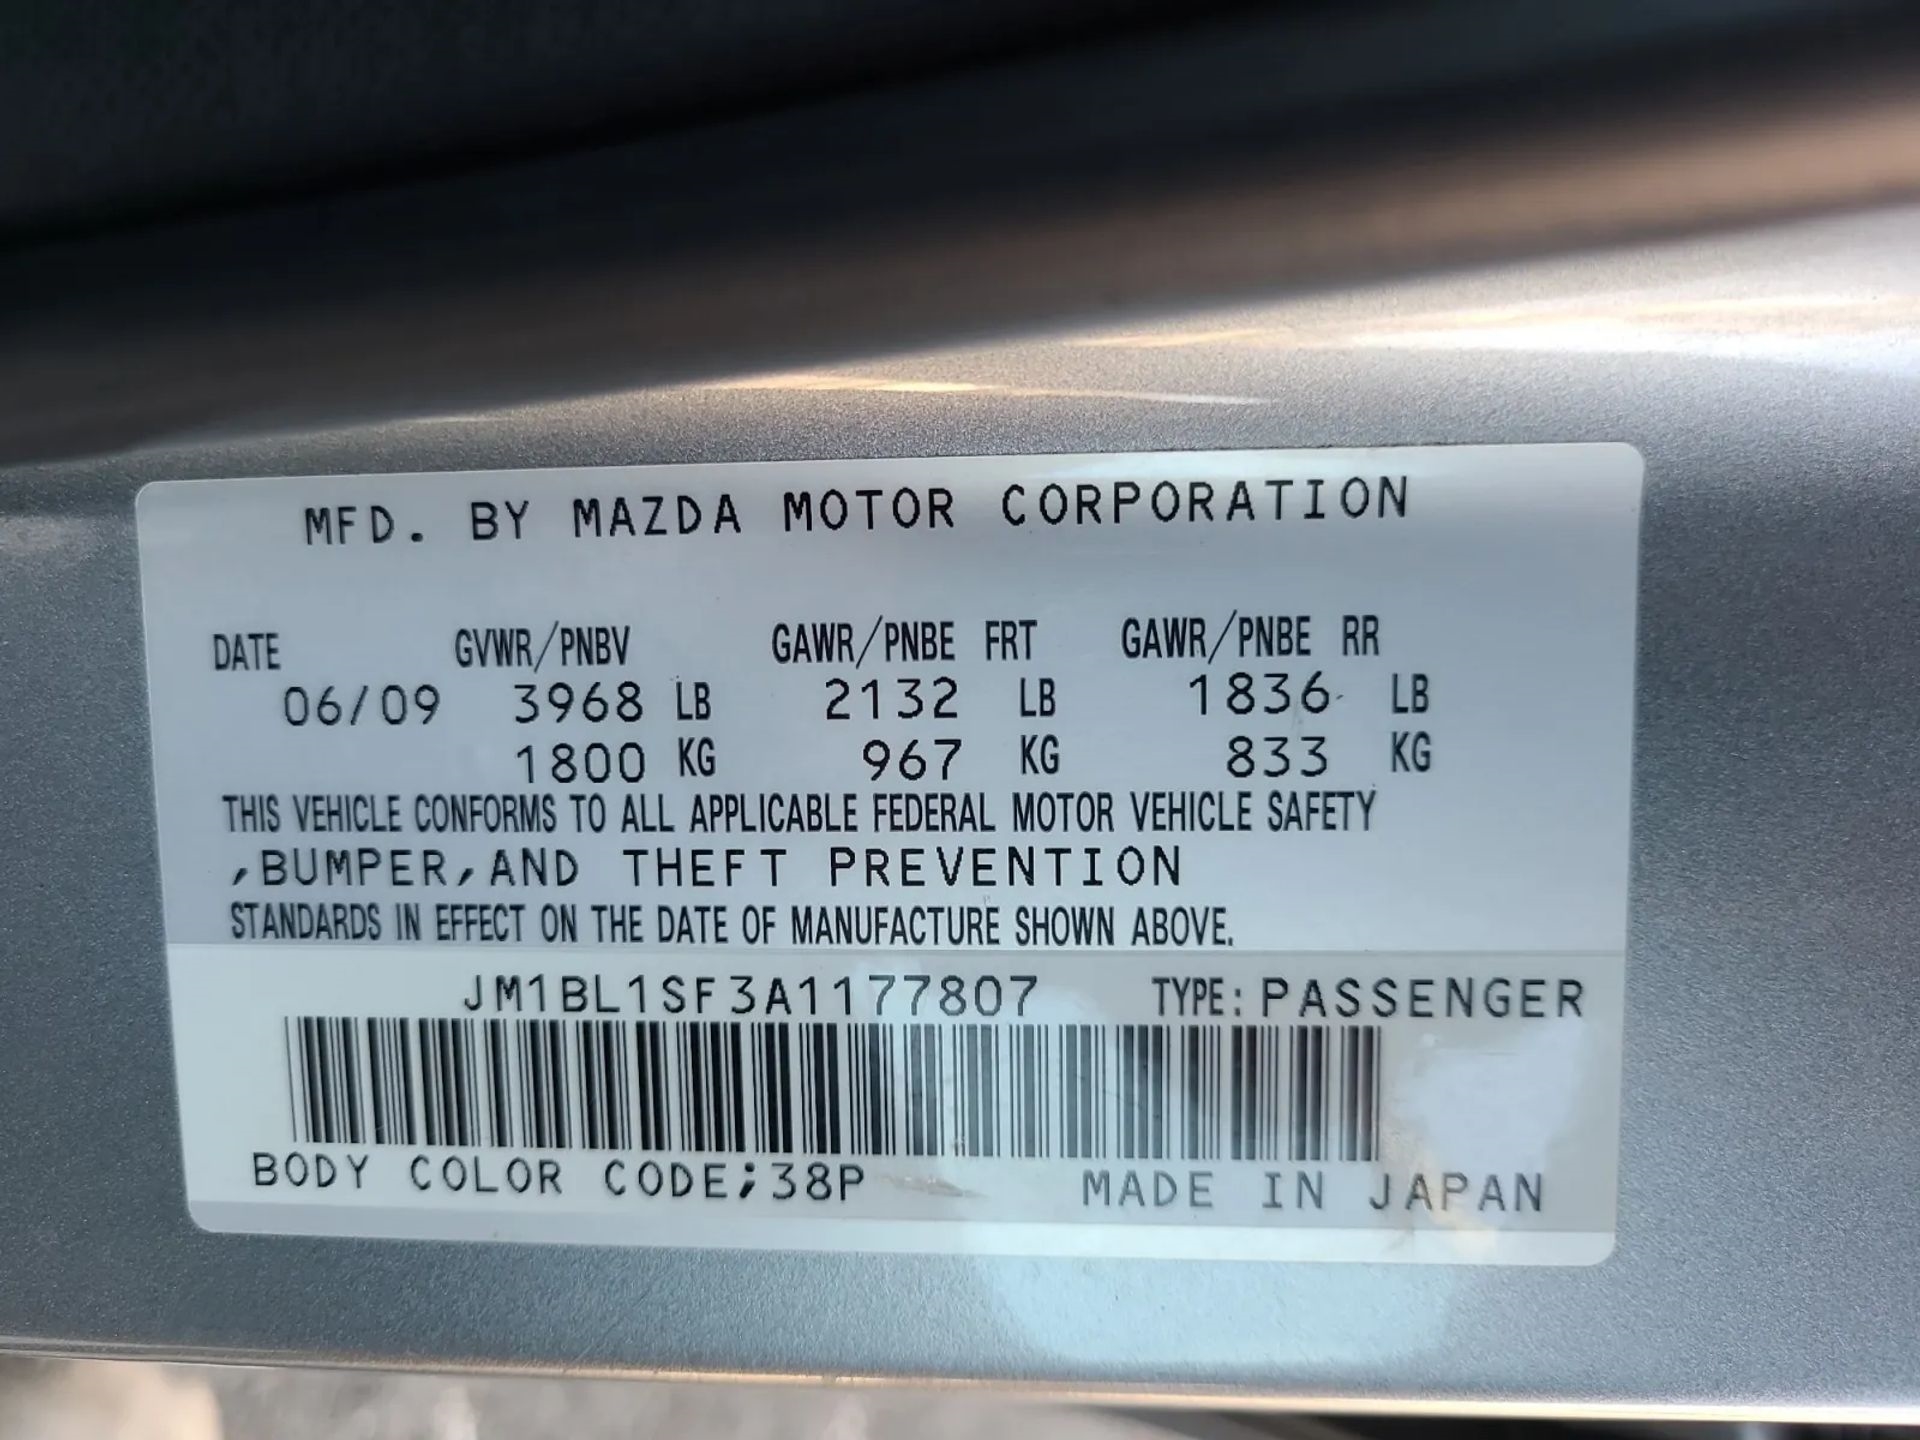 MFD. BY MAZDA MOTOR CORPORATION
DATE GVWR/PNBV GAWR/PNBE FRT GAWR/PNBE RR
06/09 3968 LB 2132 LB 1836 LB
1800 KG 967 KG 833 KG
THIS VEHICLE CONFORMS TO ALL APPLICABLE FEDERAL MOTOR VEHICLE SAFETY
,BUMPER,AND THEFT PREVENTION
STANDARDS IN EFFECT ON THE DATE OF MANUFACTURE SHOWN ABOVE.
JM1BL1SF3A1177807 TYPE: PASSENGER
BODY COLOR CODE;38P MADE IN JAPAN